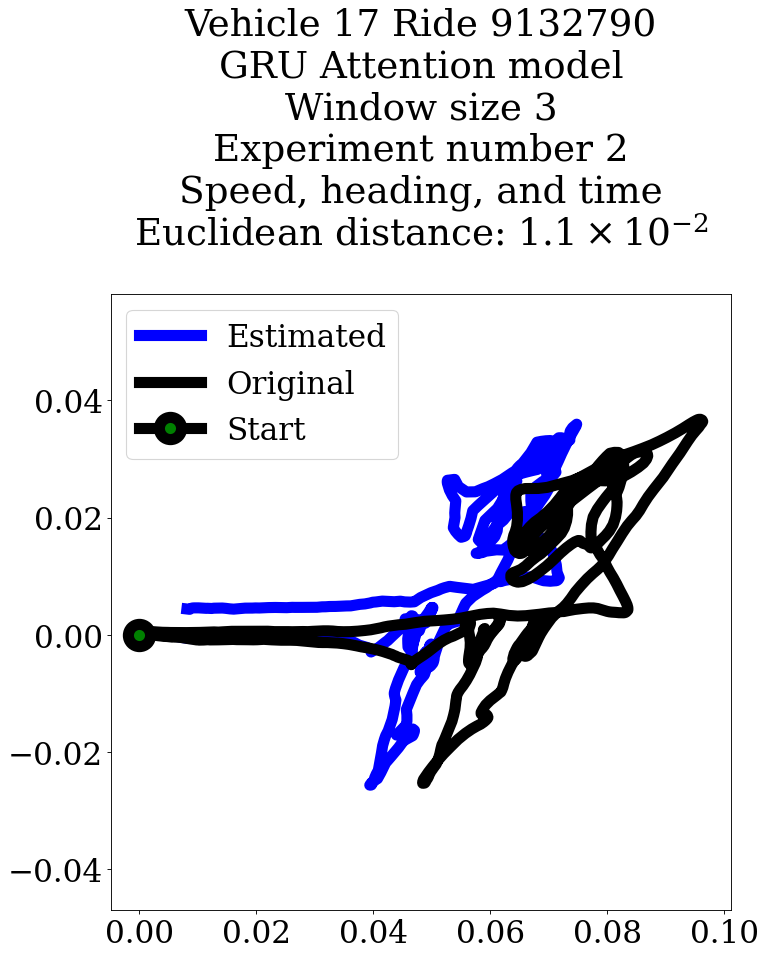 Vehicle 17 Ride 9132790
GRU Attention model
Window size 3
Experiment number 2
Speed, heading, and time
Euclidean distance: 1.1 × 10⁻²
Estimated
Original
Start
0.04
0.02
0.00
−0.02
−0.04
0.00 0.02 0.04 0.06 0.08 0.10